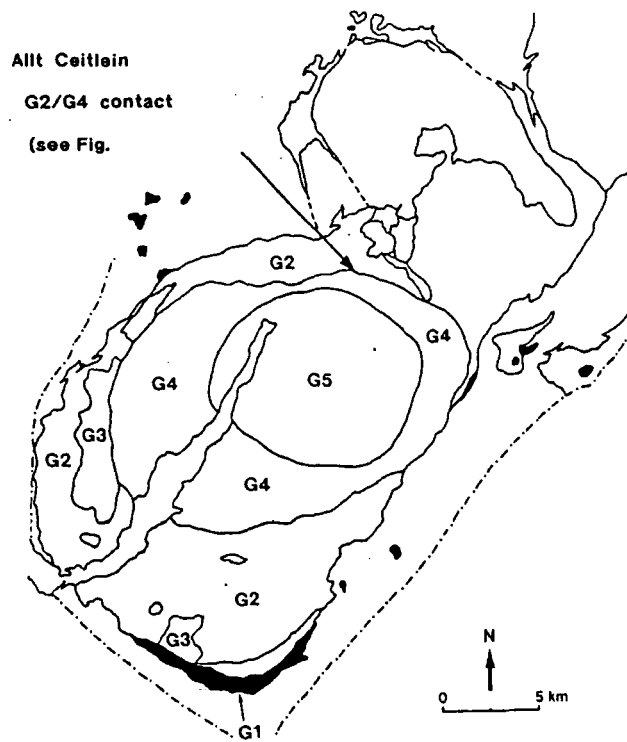 Allt Ceitlein
G2/G4 contact
(see Fig.
G2
G4
G4
G5
G3
G2
G4
G2
G3
G1
N
0 5 km